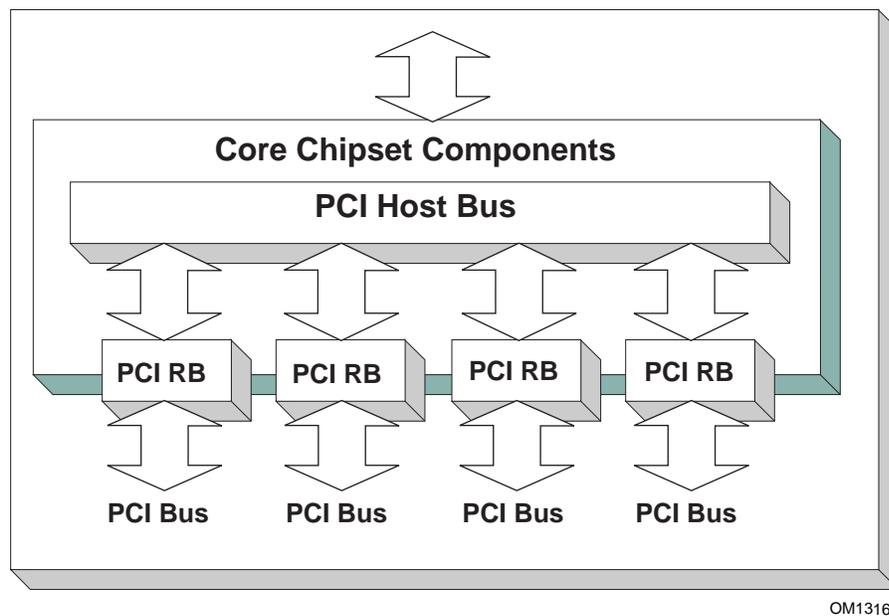 Core Chipset Components
PCI Host Bus
PCI RB
PCI RB
PCI RB
PCI RB
PCI Bus
PCI Bus
PCI Bus
PCI Bus
OM1316